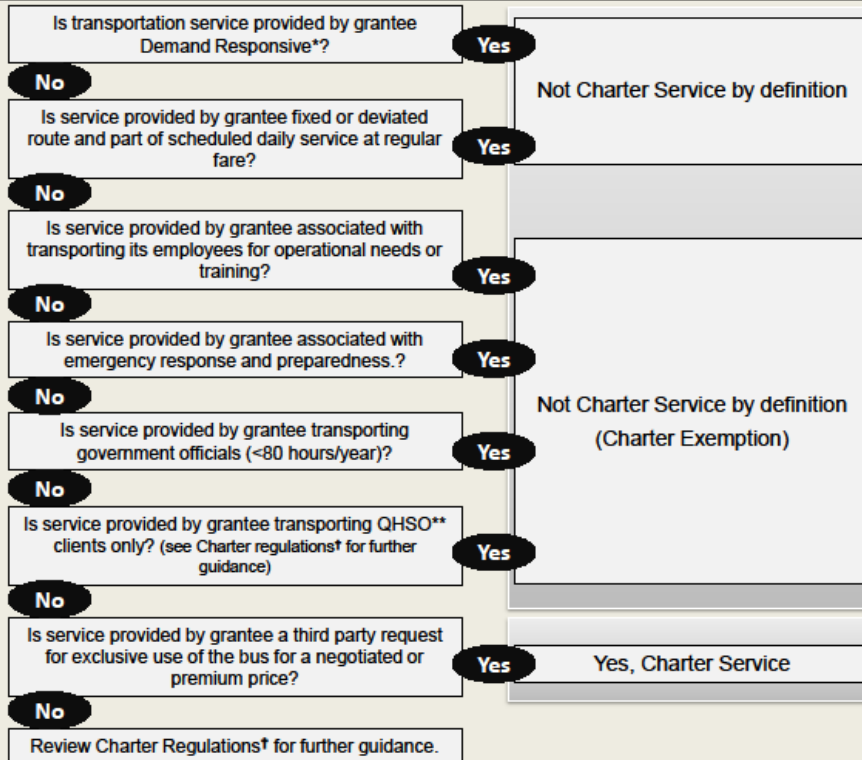 Is transportation service provided by grantee
Demand Responsive*?
Yes
Not Charter Service by definition
No
Is service provided by grantee fixed or deviated
route and part of scheduled daily service at regular
fare?
Yes
No
Is service provided by grantee associated with
transporting its employees for operational needs or
training?
Yes
No
Is service provided by grantee associated with
emergency response and preparedness.?
Yes
Not Charter Service by definition
(Charter Exemption)
No
Is service provided by grantee transporting
government officials (<80 hours/year)?
Yes
No
Is service provided by grantee transporting QHSO**
clients only? (see Charter regulations† for further
guidance)
Yes
No
Is service provided by grantee a third party request
for exclusive use of the bus for a negotiated or
premium price?
Yes
Yes, Charter Service
No
Review Charter Regulations† for further guidance.